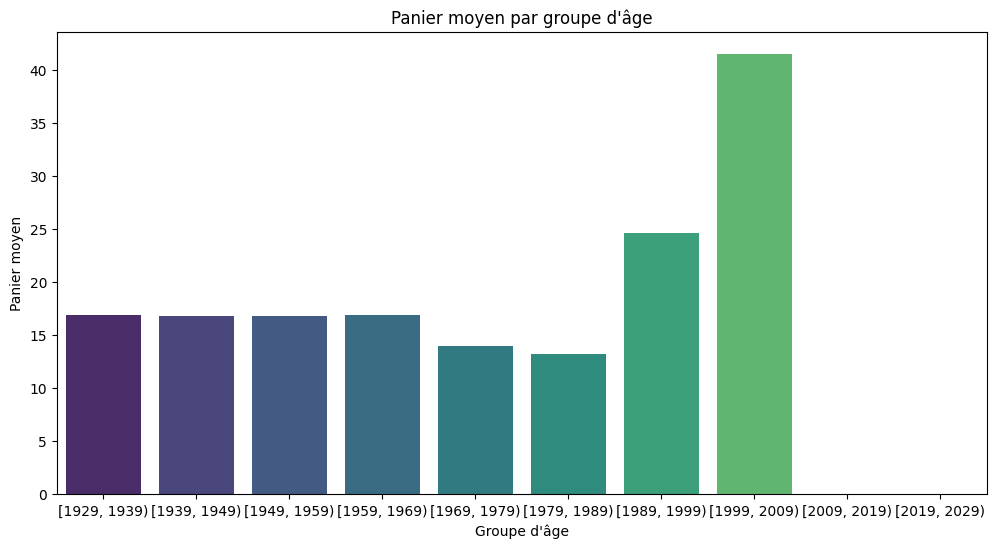 Panier moyen par groupe d'âge
Panier moyen
40
35
30
25
20
15
10
5
0
[1929, 1939) [1939, 1949) [1949, 1959) [1959, 1969) [1969, 1979) [1979, 1989) [1989, 1999) [1999, 2009) [2009, 2019) [2019, 2029)
Groupe d'âge